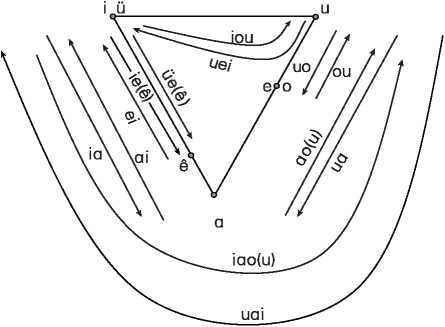 i ü u
iou
uei
uo
ou
ie(ê)
üe(ê)
e o
ei
ia
ai
ao(u)
ua
ê
a
iao(u)
uai